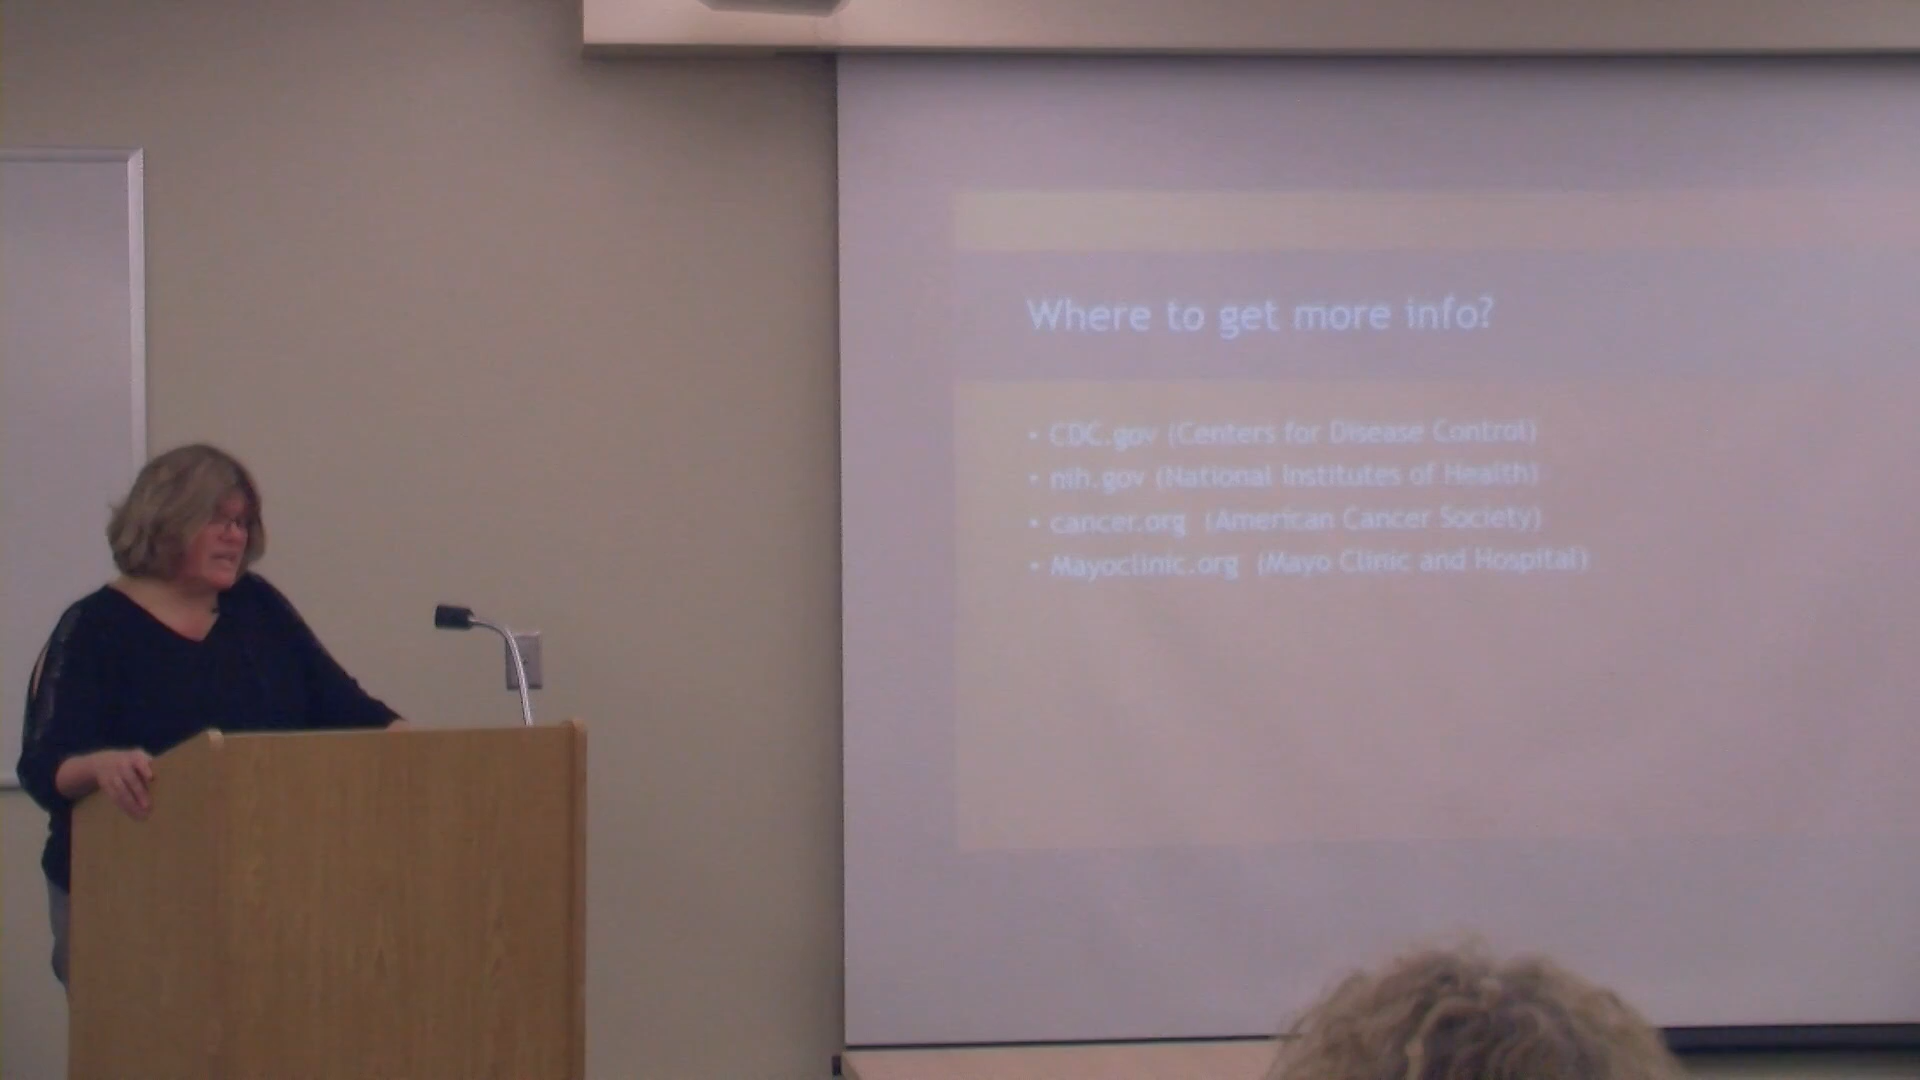 Where to get more info?
• CDC.gov (Centers for Disease Control)
• nih.gov (National Institutes of Health)
• cancer.org (American Cancer Society)
• Mayoclinic.org (Mayo Clinic and Hospital)